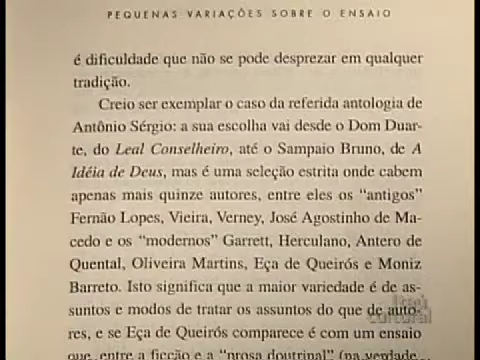 PEQUENAS VARIAÇÕES SOBRE O ENSAIO
é dificuldade que não se pode desprezar em qualquer
tradição.
Creio ser exemplar o caso da referida antologia de
Antônio Sérgio: a sua escolha vai desde o Dom Duar-
te, do Leal Conselheiro, até o Sampaio Bruno, de A
Idéia de Deus, mas é uma seleção estrita onde cabem
apenas mais quinze autores, entre eles os “antigos”
Fernão Lopes, Vieira, Verney, José Agostinho de Ma-
cedo e os “modernos” Garrett, Herculano, Antero de
Quental, Oliveira Martins, Eça de Queirós e Moniz
Barreto. Isto significa que a maior variedade é de as-
suntos e modos de tratar os assuntos do que de auto-
res, e se Eça de Queirós comparece é com um ensaio
que, entre a ficção e a “prosa doutrinal” (na verdade
cultural